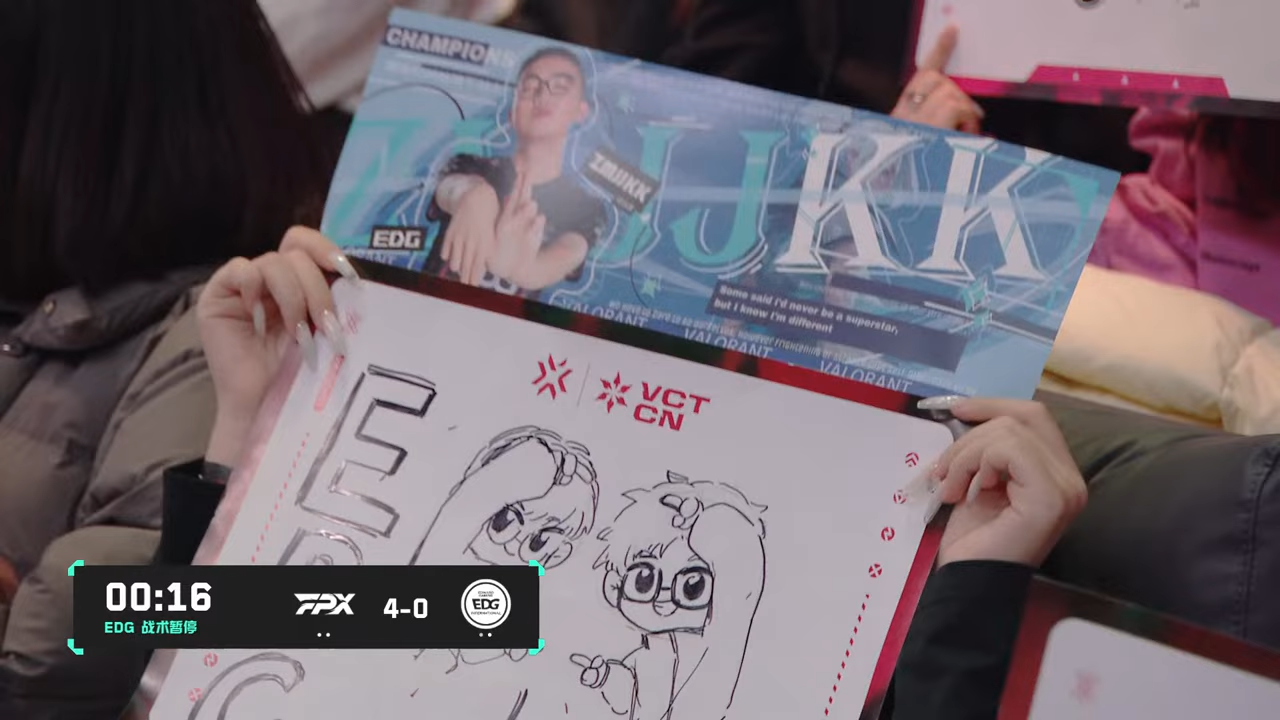 CHAMPIONS
ZMJJKK
JJKK
EDG
Some said I'd never be a superstar,
but I know I'm different
VALORANT
VALORANT
VALORANT
VCT
CN
E
D
G
00:16
EDG 战术暂停
FPX
4-0
EDG